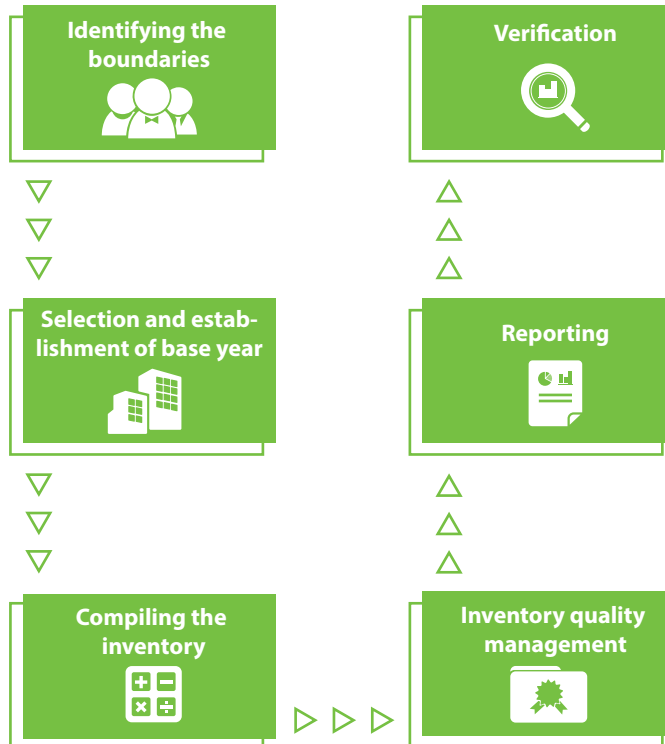 Identifying the
boundaries
Selection and estab-
lishment of base year
Compiling the
inventory
Inventory quality
management
Reporting
Verification